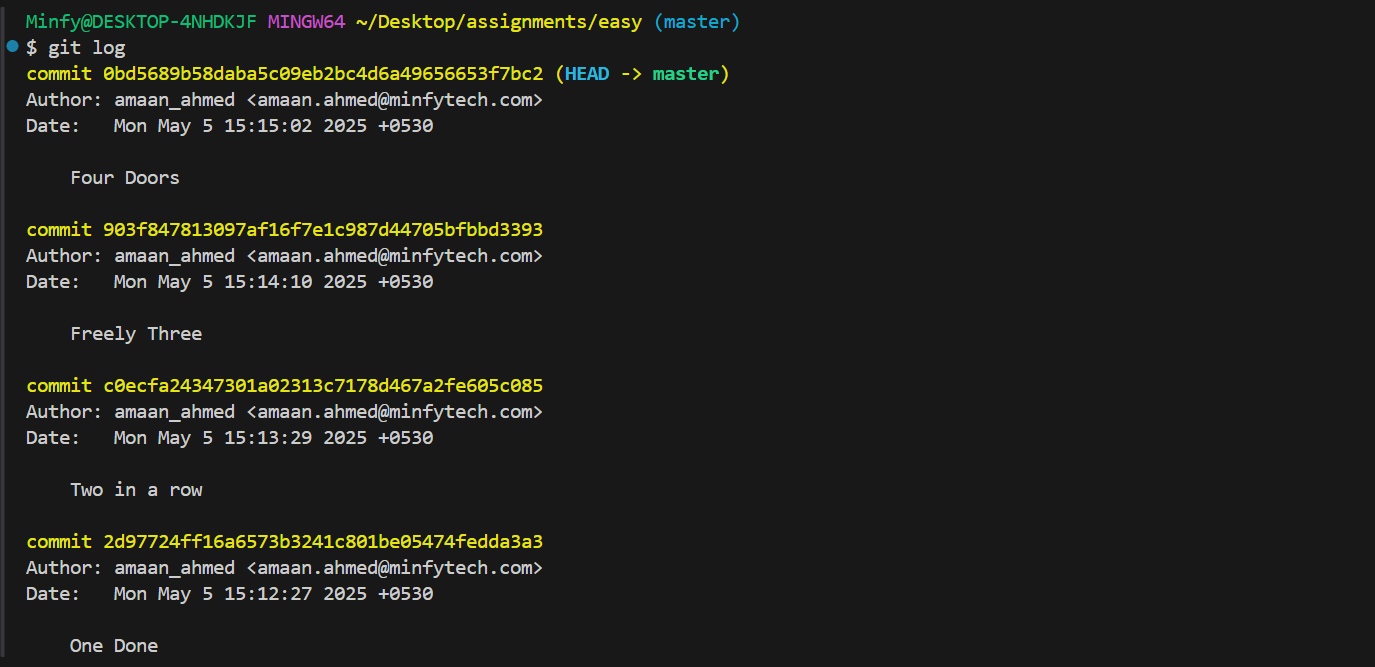 Minfy@DESKTOP-4NHDKJF MINGW64 ~/Desktop/assignments/easy (master)
$ git log
commit 0bd5689b58daba5c09eb2bc4d6a49656653f7bc2 (HEAD -> master)
Author: amaan_ahmed <amaan.ahmed@minfytech.com>
Date:   Mon May 5 15:15:02 2025 +0530
Four Doors
commit 903f847813097af16f7e1c987d44705bfbbd3393
Author: amaan_ahmed <amaan.ahmed@minfytech.com>
Date:   Mon May 5 15:14:10 2025 +0530
Freely Three
commit c0ecfa24347301a02313c7178d467a2fe605c085
Author: amaan_ahmed <amaan.ahmed@minfytech.com>
Date:   Mon May 5 15:13:29 2025 +0530
Two in a row
commit 2d97724ff16a6573b3241c801be05474fedda3a3
Author: amaan_ahmed <amaan.ahmed@minfytech.com>
Date:   Mon May 5 15:12:27 2025 +0530
One Done